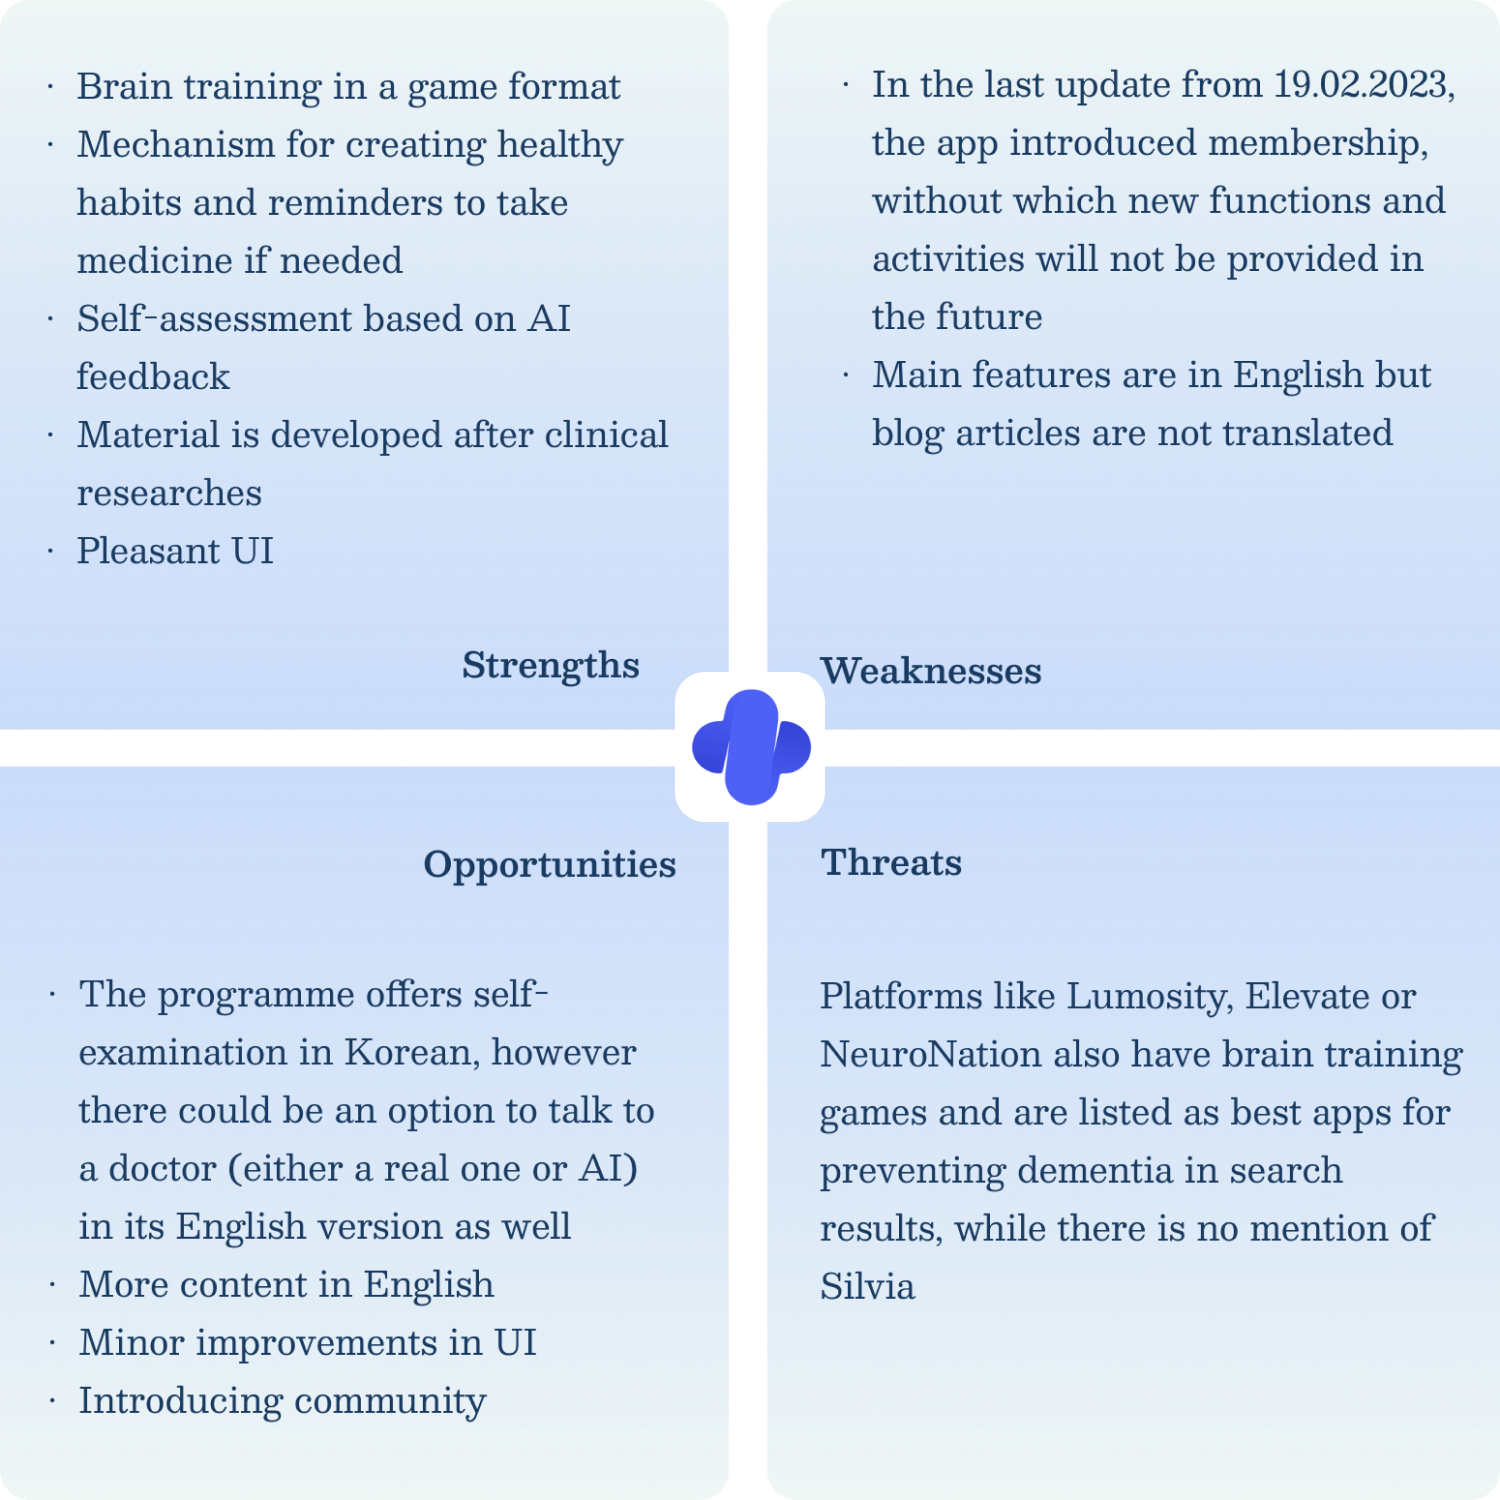 · Brain training in a game format
· Mechanism for creating healthy
habits and reminders to take
medicine if needed
· Self-assessment based on AI
feedback
· Material is developed after clinical
researches
· Pleasant UI
Strengths
· In the last update from 19.02.2023,
the app introduced membership,
without which new functions and
activities will not be provided in
the future
· Main features are in English but
blog articles are not translated
Weaknesses
Opportunities
· The programme offers self-
examination in Korean, however
there could be an option to talk to
a doctor (either a real one or AI)
in its English version as well
· More content in English
· Minor improvements in UI
· Introducing community
Threats
Platforms like Lumosity, Elevate or
NeuroNation also have brain training
games and are listed as best apps for
preventing dementia in search
results, while there is no mention of
Silvia